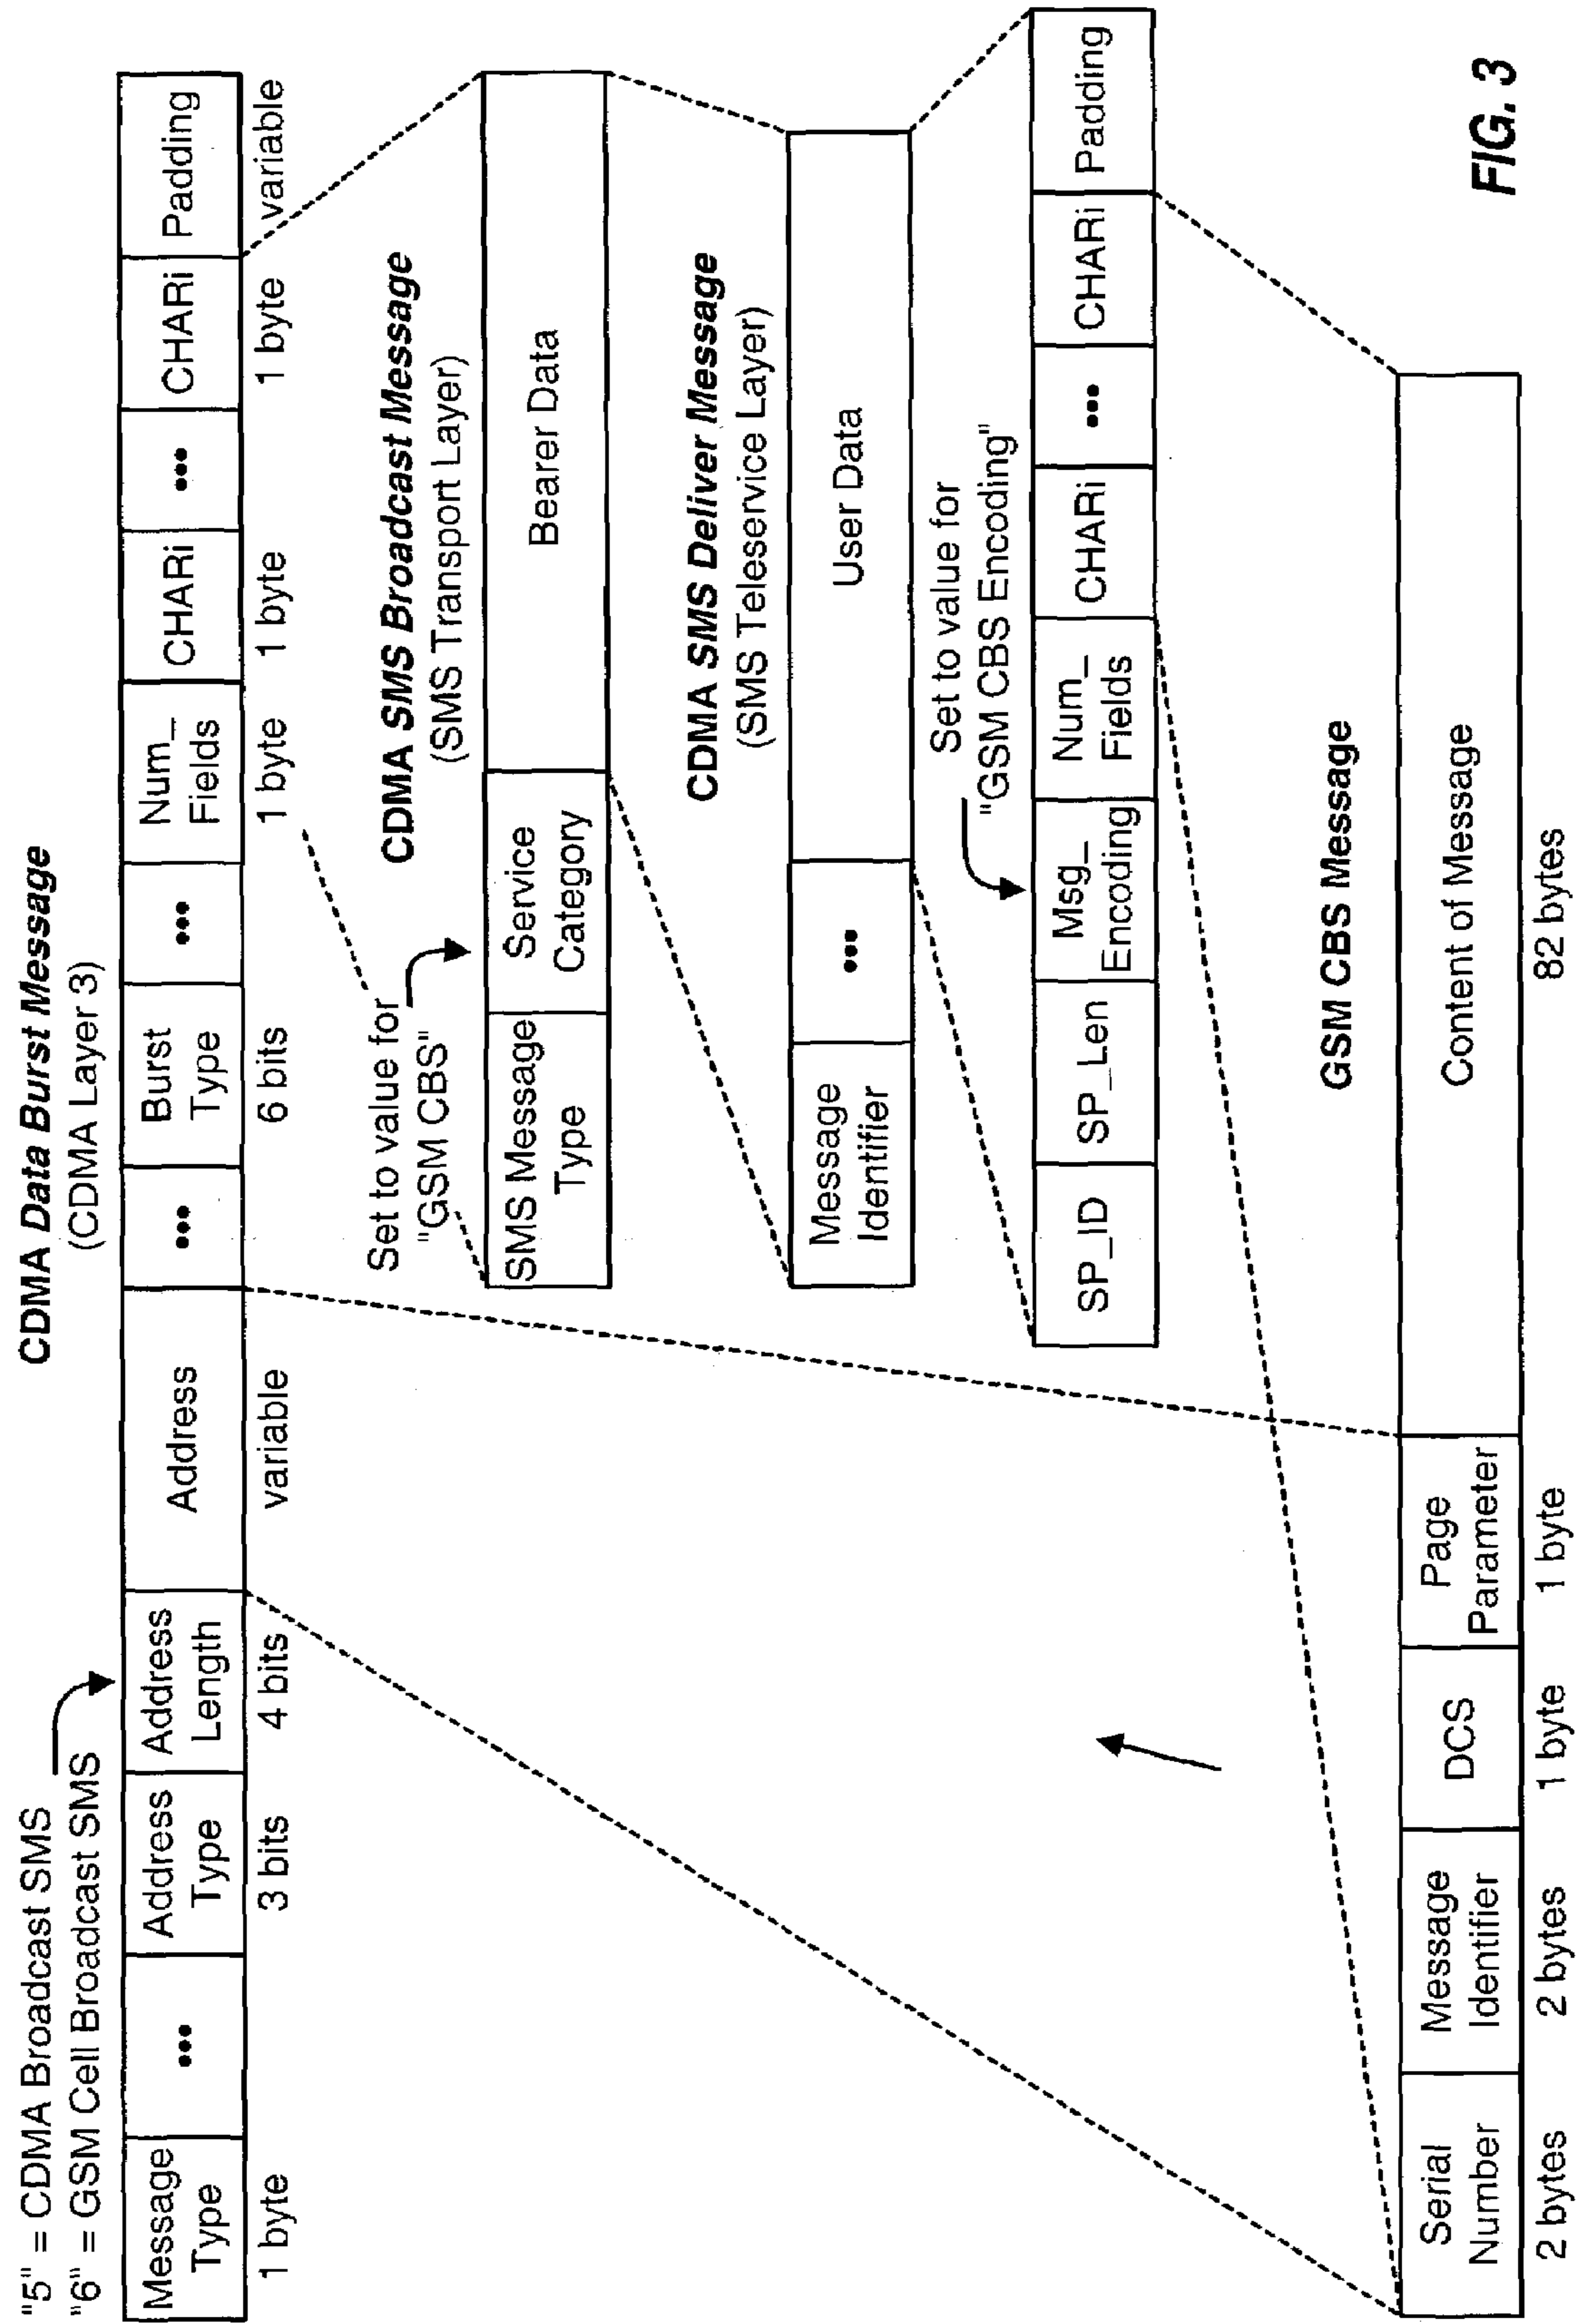 CDMA Data Burst Message
(CDMA Layer 3)
"5" = CDMA Broadcast SMS
"6" = GSM Cell Broadcast SMS
Message
Type
•••
Address
Type
Address
Length
Address
•••
Burst
Type
•••
Num_
Fields
CHARi
•••
CHARi
Padding
1 byte
3 bits
4 bits
variable
6 bits
1 byte
1 byte
1 byte
variable
Set to value for
"GSM CBS"
CDMA SMS Broadcast Message
(SMS Transport Layer)
SMS Message
Type
Service
Category
Bearer Data
CDMA SMS Deliver Message
(SMS Teleservice Layer)
Message
Identifier
•••
User Data
Set to value for
"GSM CBS Encoding"
SP_ID
SP_Len
Msg_
Encoding
Num_
Fields
CHARi
•••
CHARi
Padding
GSM CBS Message
Serial
Number
Message
Identifier
DCS
Page
Parameter
Content of Message
2 bytes
2 bytes
1 byte
1 byte
82 bytes
FIG. 3